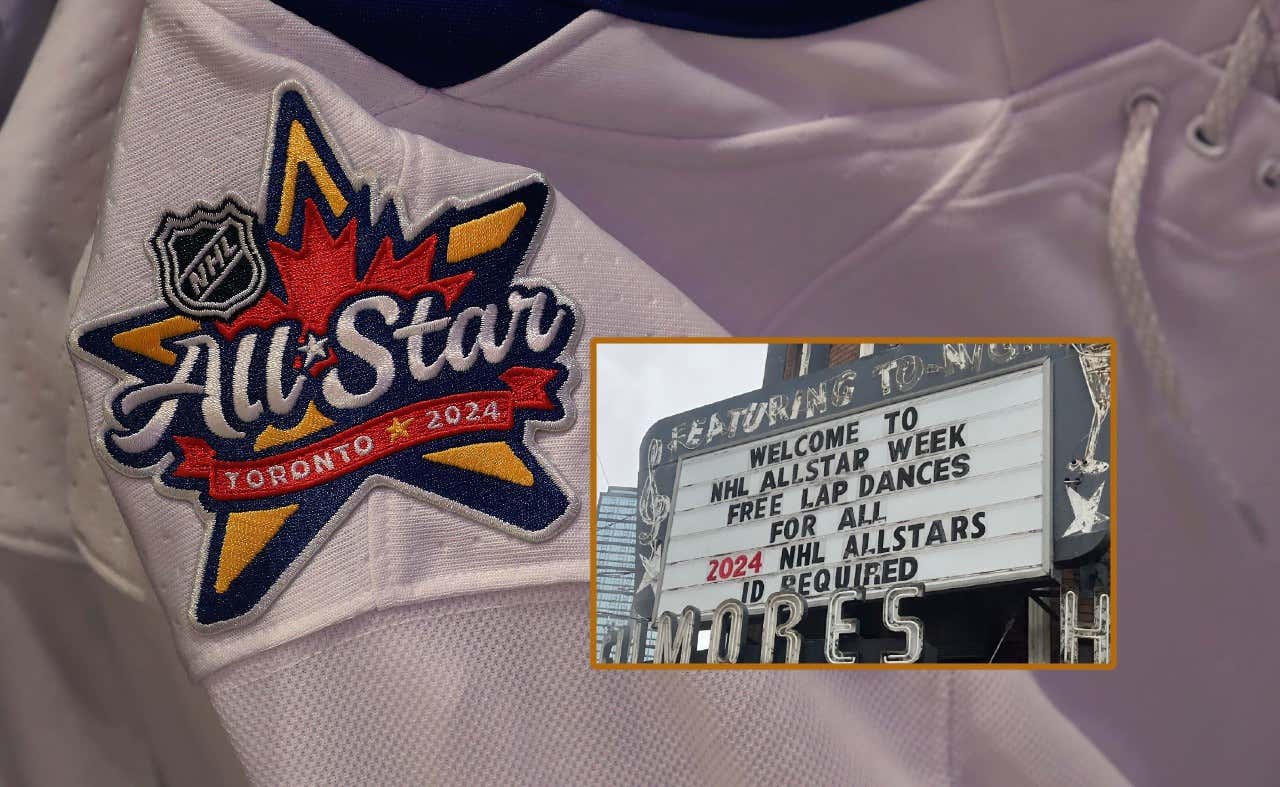 NHL
All Star
TORONTO 2024
FEATURING TO-NIGHT
WELCOME TO
NHL ALLSTAR WEEK
FREE LAP DANCES
FOR ALL
2024 NHL ALLSTARS
ID REQUIRED
LMORES H